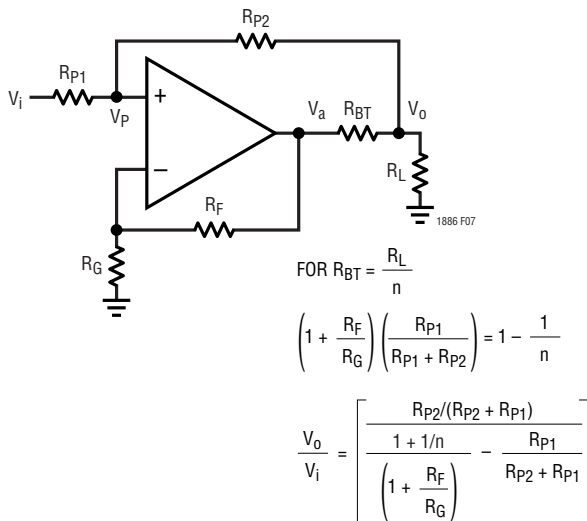 R_P2
R_P1
V_i
V_P
+
–
V_a
R_BT
V_o
R_L
R_F
R_G
1886 F07
FOR R_BT = R_L / n
(1 + R_F / R_G) (R_P1 / (R_P1 + R_P2)) = 1 – 1 / n
V_o / V_i = [ (R_P2/(R_P2 + R_P1)) / ( (1 + 1/n) / (1 + R_F / R_G) – R_P1 / (R_P2 + R_P1) ) ]